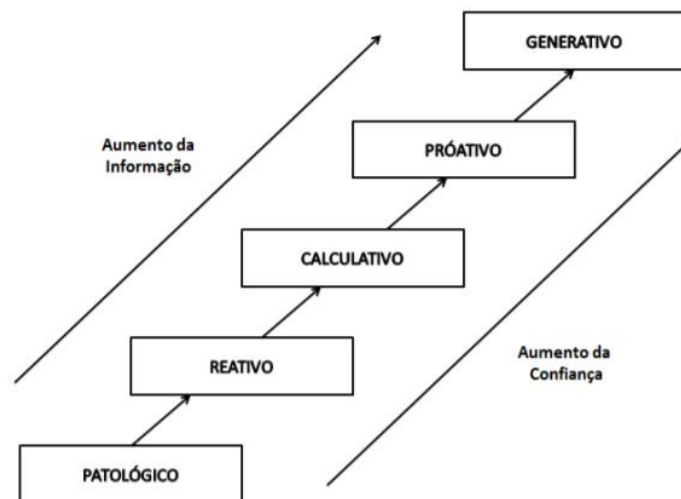 GENERATIVO
Aumento da
Informação
PRÓATIVO
CALCULATIVO
REATIVO
Aumento da
Confiança
PATOLÓGICO